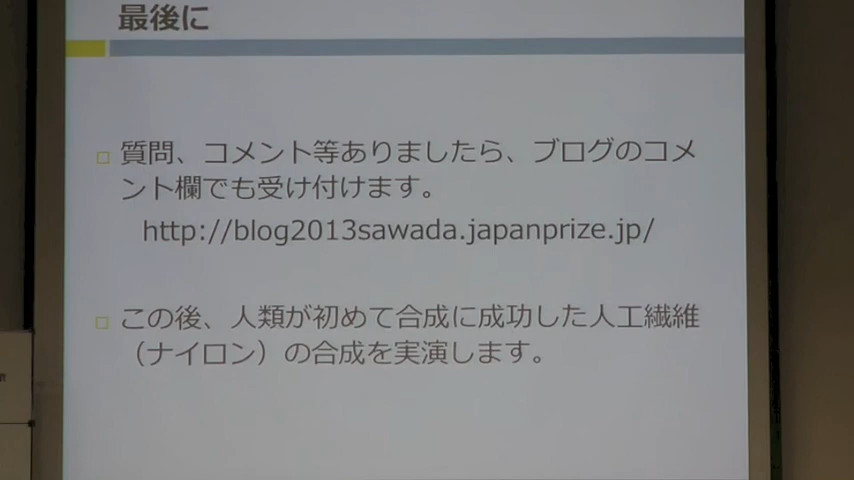 最後に
質問、コメント等ありましたら、ブログのコメ
ント欄でも受け付けます。
http://blog2013sawada.japanprize.jp/
この後、人類が初めて合成に成功した人工繊維
（ナイロン）の合成を実演します。